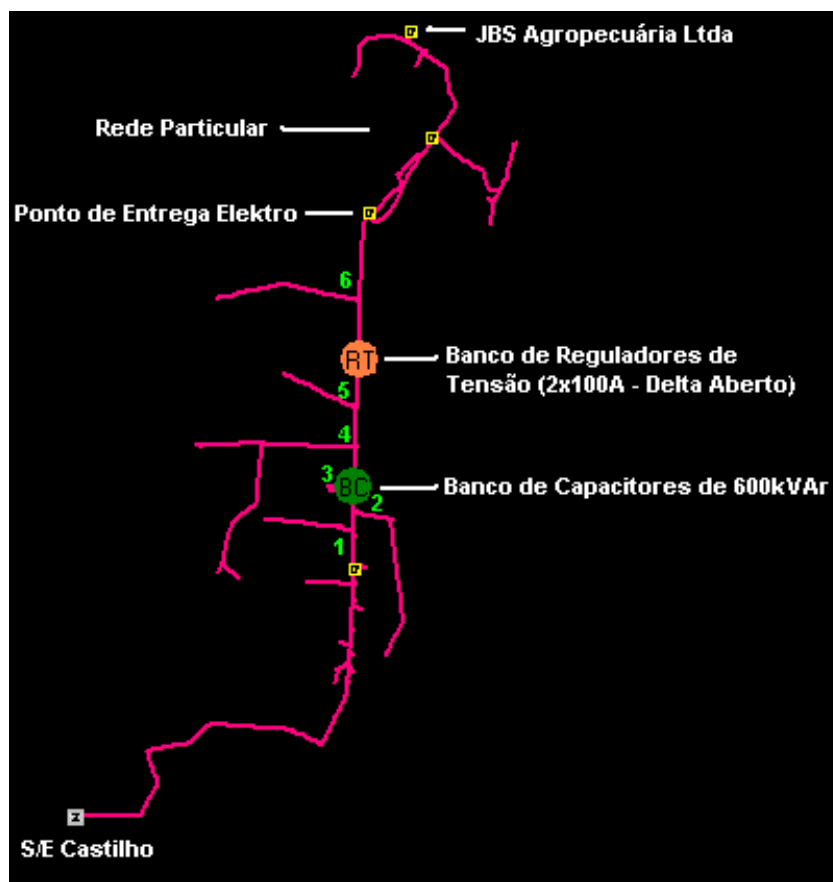 JBS Agropecuária Ltda
Rede Particular
Ponto de Entrega Elektro
6
RT
Banco de Reguladores de
Tensão (2x100A - Delta Aberto)
5
4
3
BC
Banco de Capacitores de 600kVAr
2
1
S/E Castilho